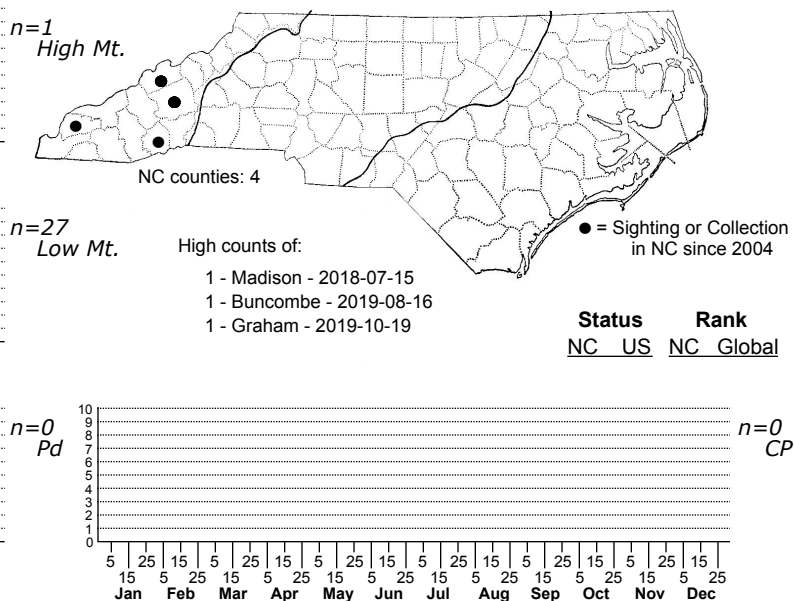 n=1
High Mt.
NC counties: 4
n=27
Low Mt.
High counts of:
1 - Madison - 2018-07-15
1 - Buncombe - 2019-08-16
1 - Graham - 2019-10-19
● = Sighting or Collection
in NC since 2004
Status Rank
NC US NC Global
n=0
Pd
n=0
CP
10
9
8
7
6
5
4
3
2
1
0
5 25 15 5 25 15 5 25 15 5 25 15 5 25 15 5 25 15
15 5 25 15 5 25 15 5 25 15 5 25 15 5 25 15 5 25
Jan Feb Mar Apr May Jun Jul Aug Sep Oct Nov Dec